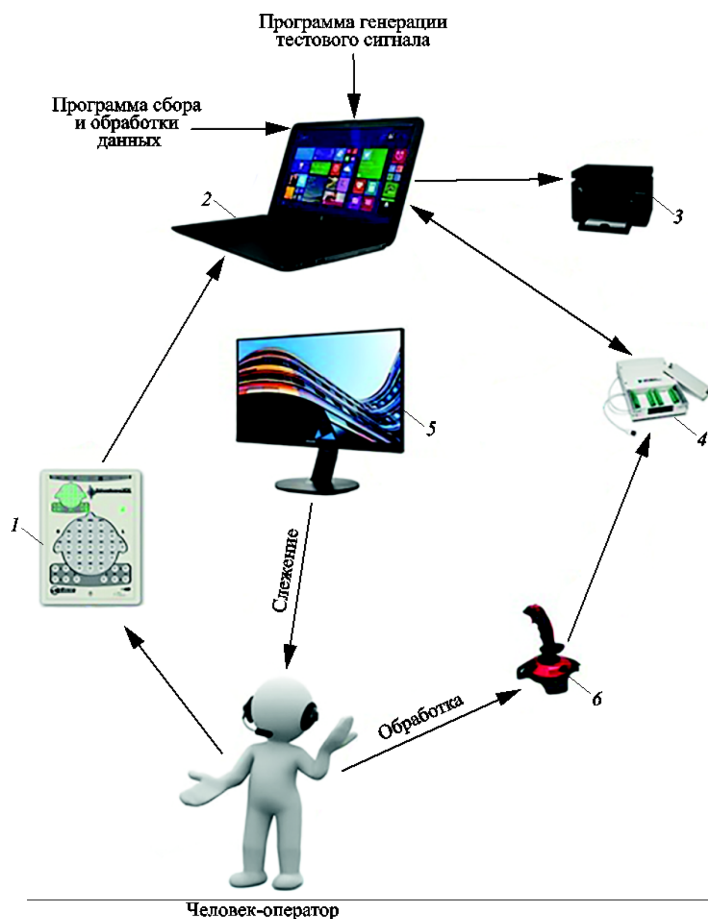 Программа генерации
тестового сигнала
Программа сбора
и обработки
данных
2
3
4
5
1
Слежение
6
Обработка
Человек-оператор